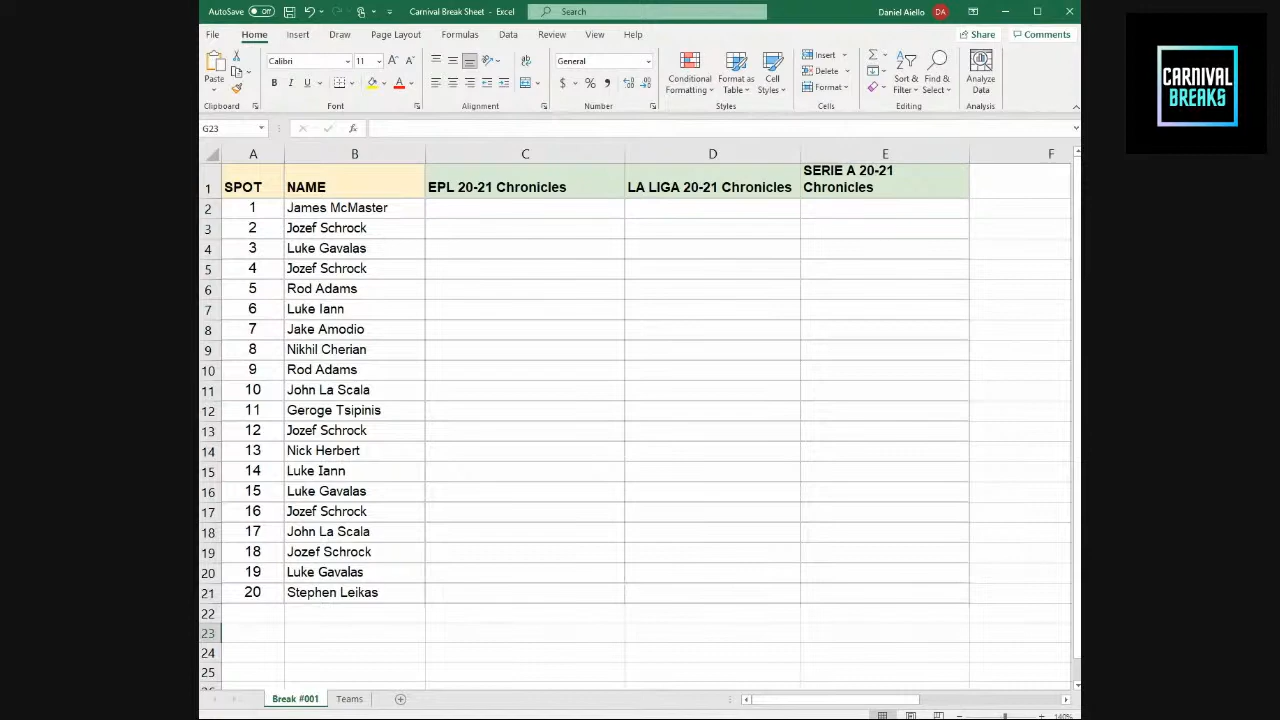 AutoSave Off Carnival Break Sheet - Excel Search Daniel Aiello DA
File Home Insert Draw Page Layout Formulas Data Review View Help Share Comments
Paste Calibri 11 General Conditional Formatting Format as Table Cell Styles Insert Delete Format Sort & Filter Find & Select Analyze Data
Clipboard Font Alignment Number Styles Cells Editing Analysis
G23 fx
A B C D E F
1 SPOT NAME EPL 20-21 Chronicles LA LIGA 20-21 Chronicles SERIE A 20-21 Chronicles
2 1 James McMaster
3 2 Jozef Schrock
4 3 Luke Gavalas
5 4 Jozef Schrock
6 5 Rod Adams
7 6 Luke Iann
8 7 Jake Amodio
9 8 Nikhil Cherian
10 9 Rod Adams
11 10 John La Scala
12 11 Geroge Tsipinis
13 12 Jozef Schrock
14 13 Nick Herbert
15 14 Luke Iann
16 15 Luke Gavalas
17 16 Jozef Schrock
18 17 John La Scala
19 18 Jozef Schrock
20 19 Luke Gavalas
21 20 Stephen Leikas
22
23
24
25
Break #001 Teams
140%
CARNIVAL
BREAKS